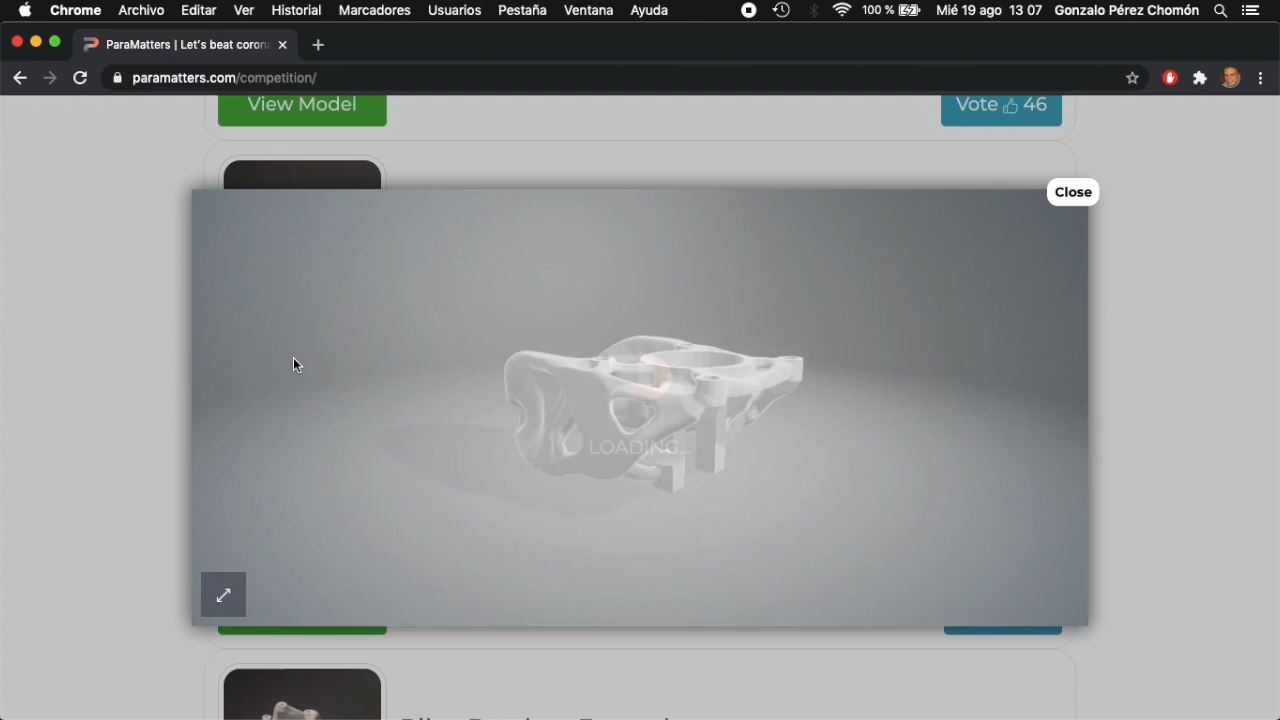 Chrome Archivo Editar Ver Historial Marcadores Usuarios Pestaña Ventana Ayuda 100 % Mié 19 ago 13 07 Gonzalo Pérez Chomón
ParaMatters | Let's beat coron
paramatters.com/competition/
View Model
Vote 46
Close
LOADING...